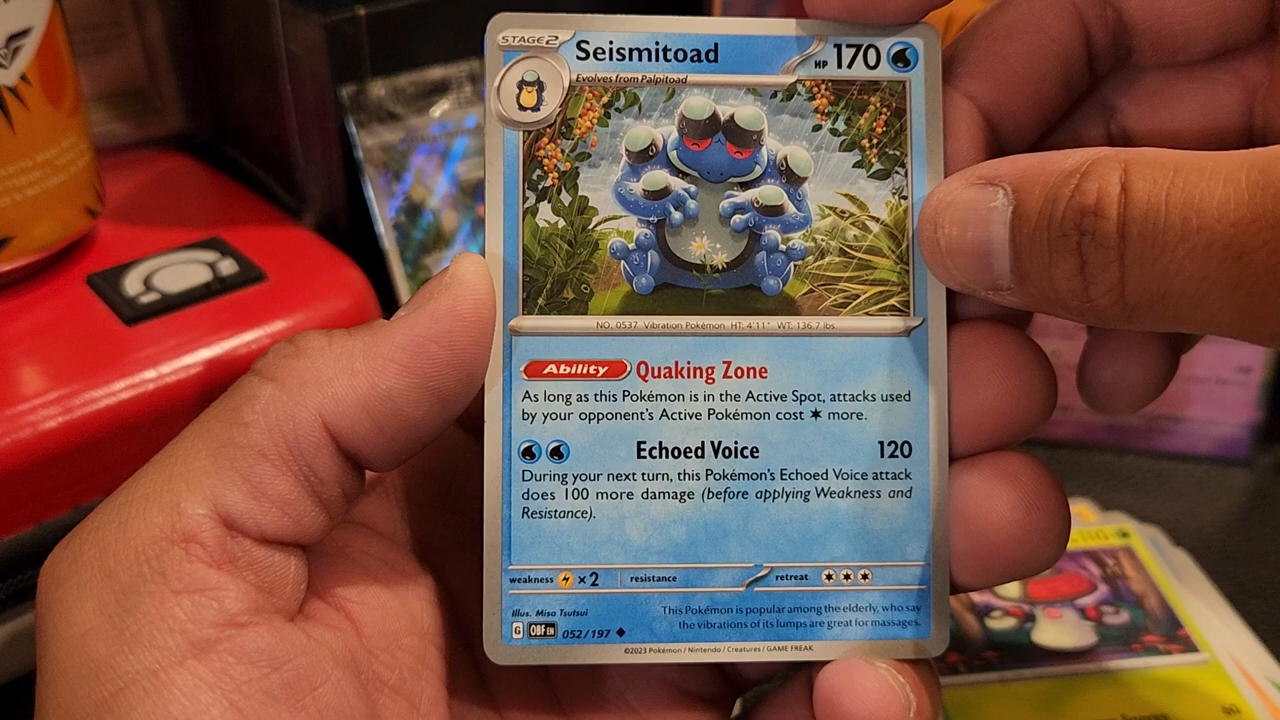 STAGE2 Seismitoad HP 170
Evolves from Palpitoad
NO. 0537 Vibration Pokémon HT: 4'11" WT: 136.7 lbs.
Ability Quaking Zone
As long as this Pokémon is in the Active Spot, attacks used
by your opponent's Active Pokémon cost more.
Echoed Voice 120
During your next turn, this Pokémon's Echoed Voice attack
does 100 more damage (before applying Weakness and
Resistance).
weakness ×2 resistance retreat
Illus. Misa Tsutsui
This Pokémon is popular among the elderly, who say
the vibrations of its lumps are great for massages.
G OBF EN 052/197
©2023 Pokémon / Nintendo / Creatures / GAME FREAK